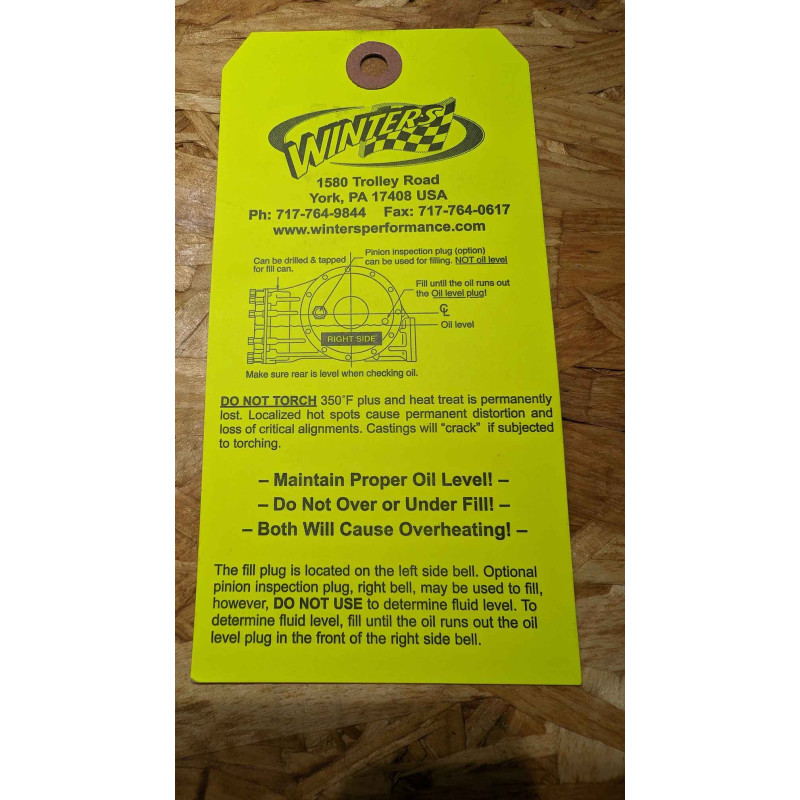 WINTERS
1580 Trolley Road
York, PA 17408 USA
Ph: 717-764-9844 Fax: 717-764-0617
www.wintersperformance.com
Can be drilled & tapped
for fill can.
Pinion inspection plug (option)
can be used for filling. NOT oil level
Fill until the oil runs out
the Oil level plug!
CL
Oil level
RIGHT SIDE
Make sure rear is level when checking oil.
DO NOT TORCH 350°F plus and heat treat is permanently
lost. Localized hot spots cause permanent distortion and
loss of critical alignments. Castings will "crack" if subjected
to torching.
– Maintain Proper Oil Level! –
– Do Not Over or Under Fill! –
– Both Will Cause Overheating! –
The fill plug is located on the left side bell. Optional
pinion inspection plug, right bell, may be used to fill,
however, DO NOT USE to determine fluid level. To
determine fluid level, fill until the oil runs out the oil
level plug in the front of the right side bell.